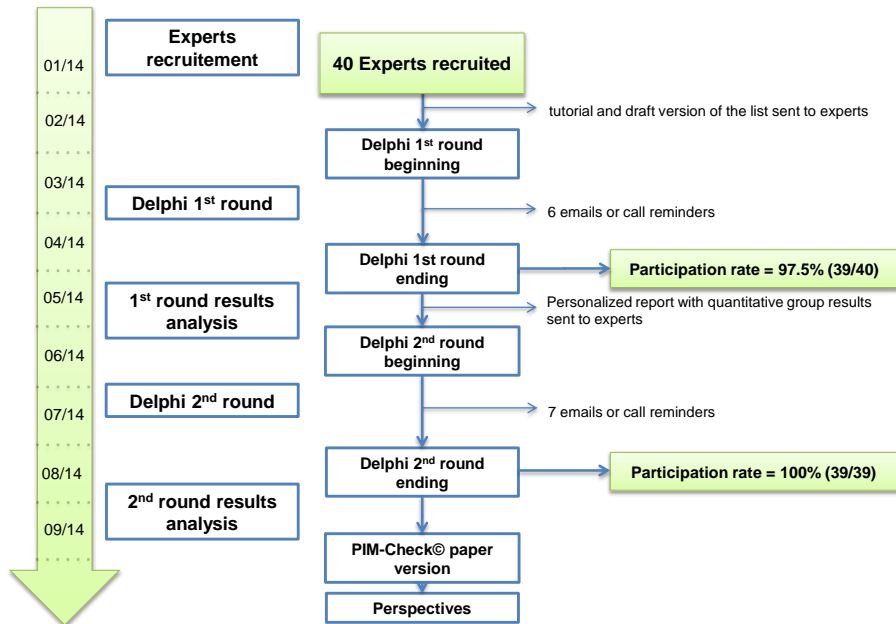 01/14
02/14
03/14
04/14
05/14
06/14
07/14
08/14
09/14
Experts
recruitement
Delphi 1st round
1st round results
analysis
Delphi 2nd round
2nd round results
analysis
40 Experts recruited
tutorial and draft version of the list sent to experts
Delphi 1st round
beginning
6 emails or call reminders
Delphi 1st round
ending
Participation rate = 97.5% (39/40)
Personalized report with quantitative group results
sent to experts
Delphi 2nd round
beginning
7 emails or call reminders
Delphi 2nd round
ending
Participation rate = 100% (39/39)
PIM-Check© paper
version
Perspectives